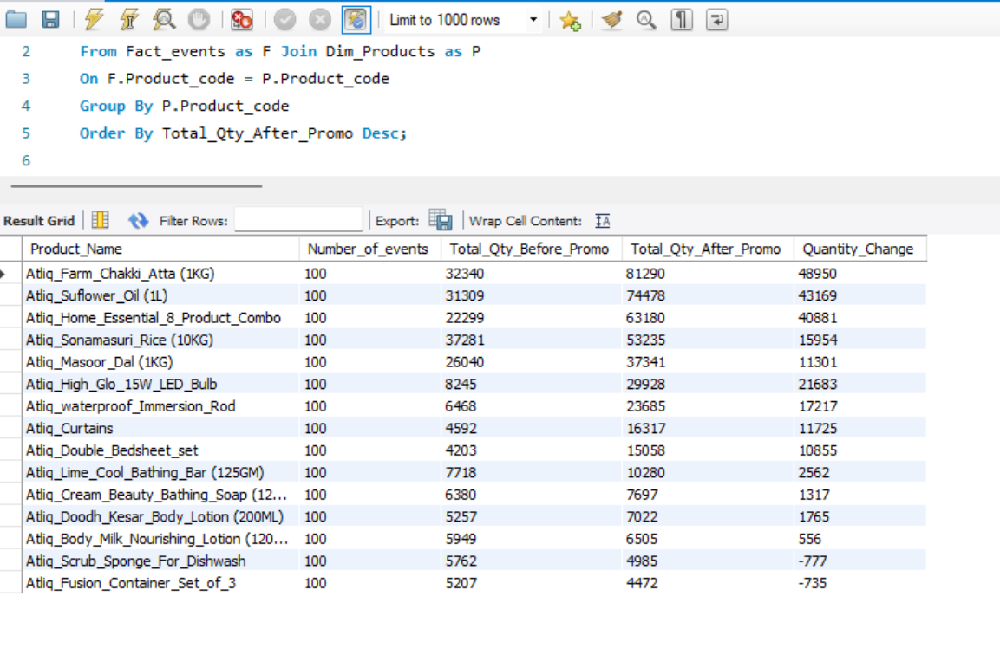 Limit to 1000 rows
2 From Fact_events as F Join Dim_Products as P
3 On F.Product_code = P.Product_code
4 Group By P.Product_code
5 Order By Total_Qty_After_Promo Desc;
6
Result Grid Filter Rows: Export: Wrap Cell Content: IA
Product_Name Number_of_events Total_Qty_Before_Promo Total_Qty_After_Promo Quantity_Change
Atliq_Farm_Chakki_Atta (1KG) 100 32340 81290 48950
Atliq_Suflower_Oil (1L) 100 31309 74478 43169
Atliq_Home_Essential_8_Product_Combo 100 22299 63180 40881
Atliq_Sonamasuri_Rice (10KG) 100 37281 53235 15954
Atliq_Masoor_Dal (1KG) 100 26040 37341 11301
Atliq_High_Glo_15W_LED_Bulb 100 8245 29928 21683
Atliq_waterproof_Immersion_Rod 100 6468 23685 17217
Atliq_Curtains 100 4592 16317 11725
Atliq_Double_Bedsheet_set 100 4203 15058 10855
Atliq_Lime_Cool_Bathing_Bar (125GM) 100 7718 10280 2562
Atliq_Cream_Beauty_Bathing_Soap (12... 100 6380 7697 1317
Atliq_Doodh_Kesar_Body_Lotion (200ML) 100 5257 7022 1765
Atliq_Body_Milk_Nourishing_Lotion (120... 100 5949 6505 556
Atliq_Scrub_Sponge_For_Dishwash 100 5762 4985 -777
Atliq_Fusion_Container_Set_of_3 100 5207 4472 -735